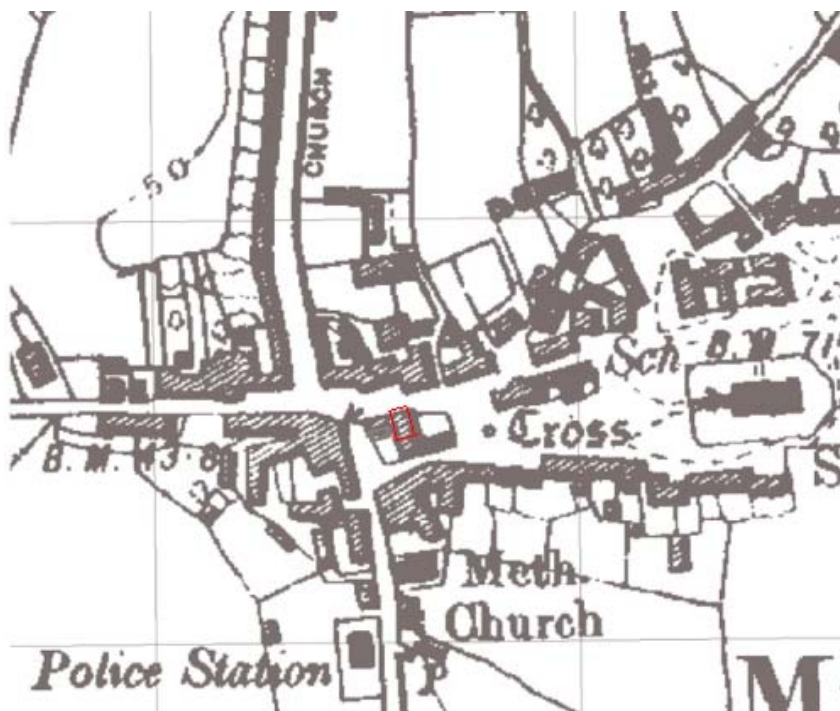 50
CHURCH
Sch
B.M. 71
Cross
B.M. 43.8
S
Meth.
Church
Police Station
P
M